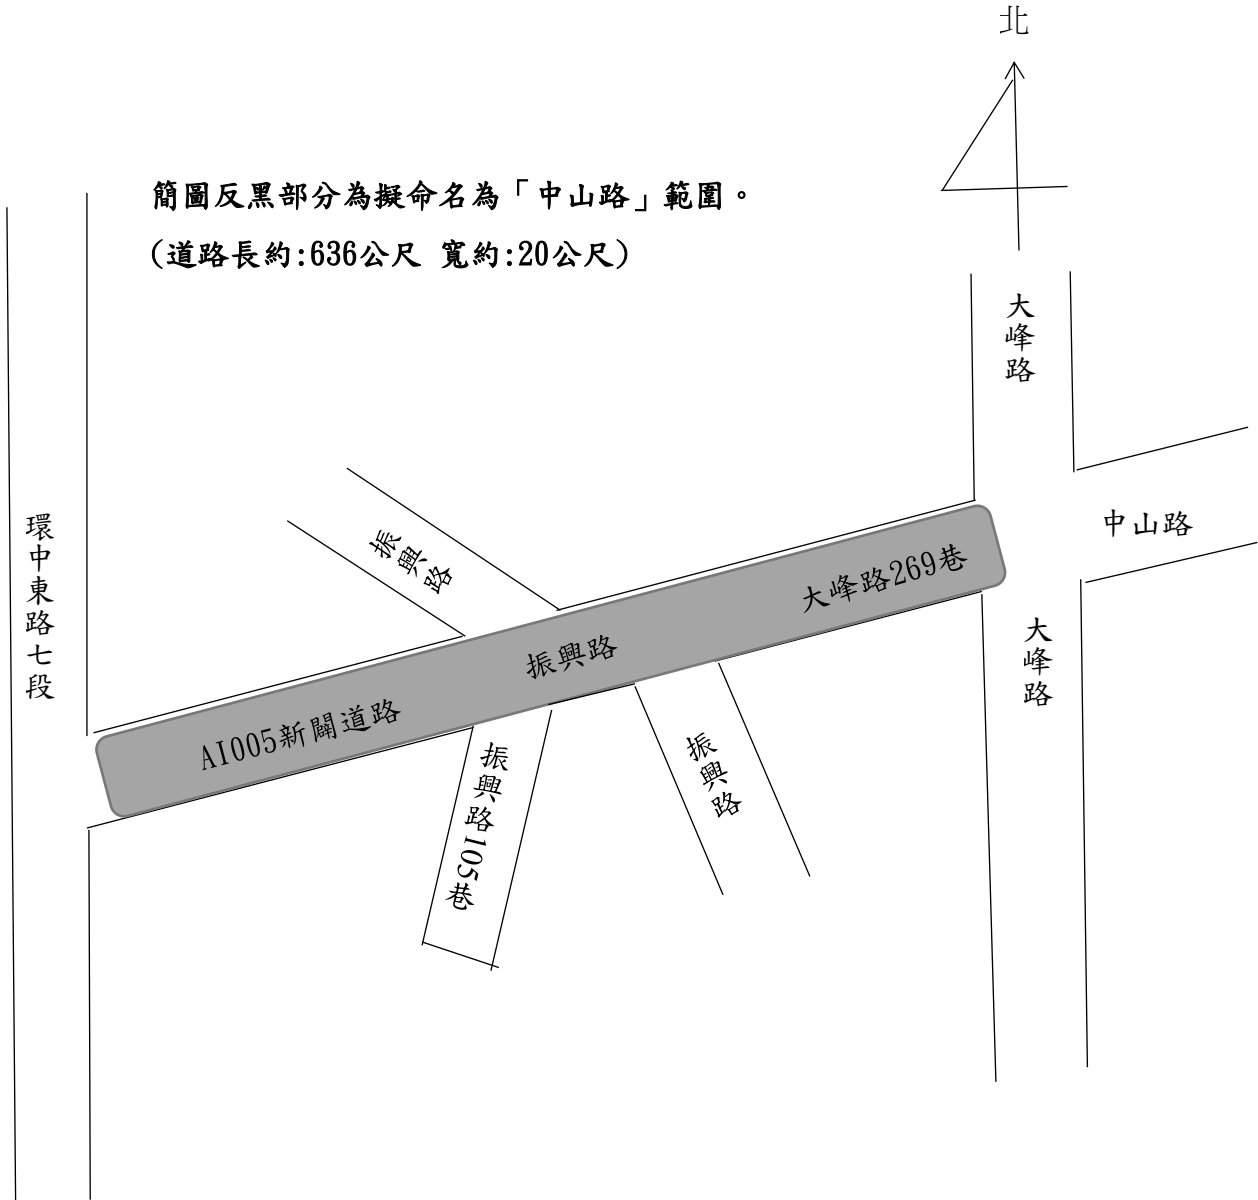 北
簡圖反黑部分為擬命名為「中山路」範圍。
(道路長約:636公尺 寬約:20公尺)
大峰路
環中東路七段
振興路
中山路
大峰路269巷
振興路
AI005新闢道路
大峰路
振興路
振興路105巷